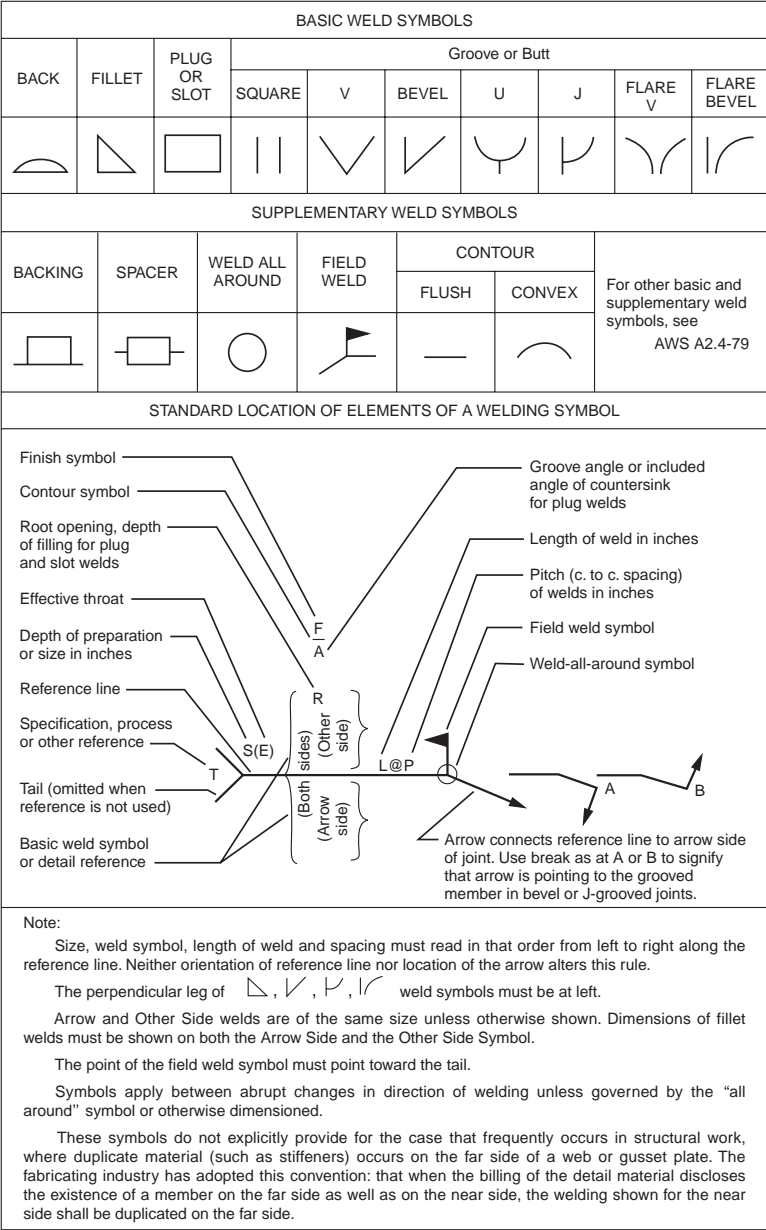 BASIC WELD SYMBOLS
BACK
FILLET
PLUG
OR
SLOT
Groove or Butt
SQUARE
V
BEVEL
U
J
FLARE
V
FLARE
BEVEL
SUPPLEMENTARY WELD SYMBOLS
BACKING
SPACER
WELD ALL
AROUND
FIELD
WELD
CONTOUR
FLUSH
CONVEX
For other basic and
supplementary weld
symbols, see
AWS A2.4-79
STANDARD LOCATION OF ELEMENTS OF A WELDING SYMBOL
Finish symbol
Contour symbol
Root opening, depth
of filling for plug
and slot welds
Effective throat
Depth of preparation
or size in inches
Reference line
Specification, process
or other reference
Tail (omitted when
reference is not used)
Basic weld symbol
or detail reference
F
A
R
S(E)
T
(Both sides)
(Other
side)
(Arrow
side)
L@P
Groove angle or included
angle of countersink
for plug welds
Length of weld in inches
Pitch (c. to c. spacing)
of welds in inches
Field weld symbol
Weld-all-around symbol
A
B
Arrow connects reference line to arrow side
of joint. Use break as at A or B to signify
that arrow is pointing to the grooved
member in bevel or J-grooved joints.
Note:
Size, weld symbol, length of weld and spacing must read in that order from left to right along the
reference line. Neither orientation of reference line nor location of the arrow alters this rule.
The perpendicular leg of , , , weld symbols must be at left.
Arrow and Other Side welds are of the same size unless otherwise shown. Dimensions of fillet
welds must be shown on both the Arrow Side and the Other Side Symbol.
The point of the field weld symbol must point toward the tail.
Symbols apply between abrupt changes in direction of welding unless governed by the “all
around” symbol or otherwise dimensioned.
These symbols do not explicitly provide for the case that frequently occurs in structural work,
where duplicate material (such as stiffeners) occurs on the far side of a web or gusset plate. The
fabricating industry has adopted this convention: that when the billing of the detail material discloses
the existence of a member on the far side as well as on the near side, the welding shown for the near
side shall be duplicated on the far side.